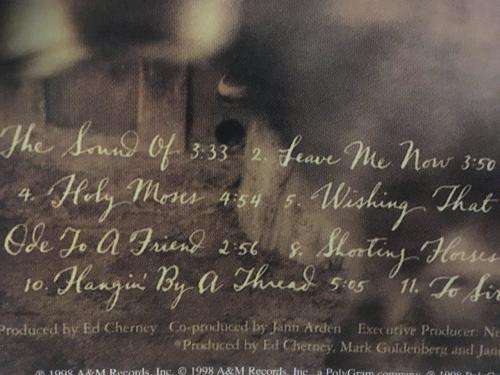 The Sound Of 3:33 2. Leave Me Now 3:50
4. Holy Moses 4:54 5. Wishing That
Ode To A Friend 2:56 8. Shooting Horses
10. Hangin' By A Thread 5:05 11. To
Produced by Ed Cherney Co-produced by Jann Arden Executive Producer:
*Produced by Ed Cherney, Mark Goldenberg and
℗ 1998 A&M Records, Inc. © 1998 A&M Records, Inc., a PolyGram company.